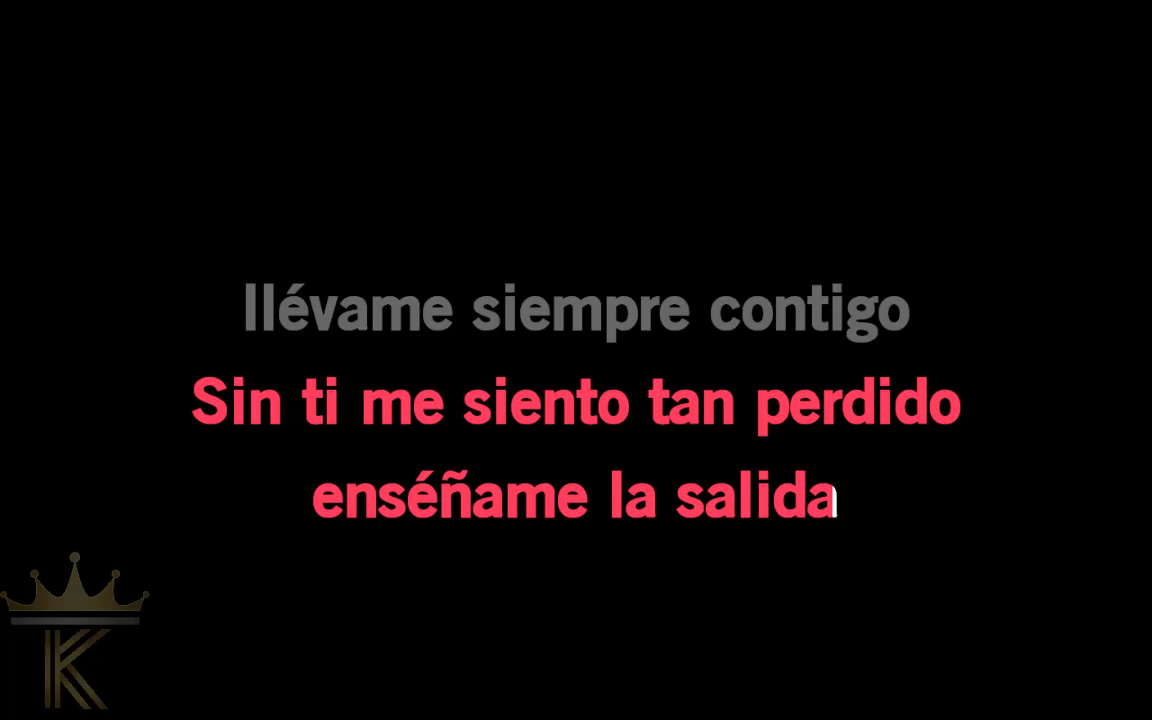 llévame siempre contigo
Sin ti me siento tan perdido
enséñame la salida
K